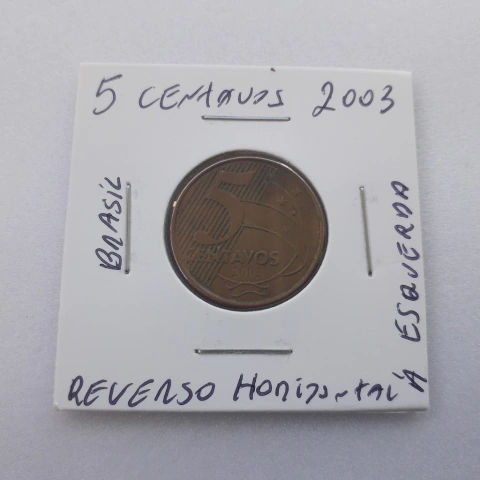 5 CENTAVOS 2003
BRASIL
5
CENTAVOS
REVERSO HORIZONTAL À
ESQUERDA